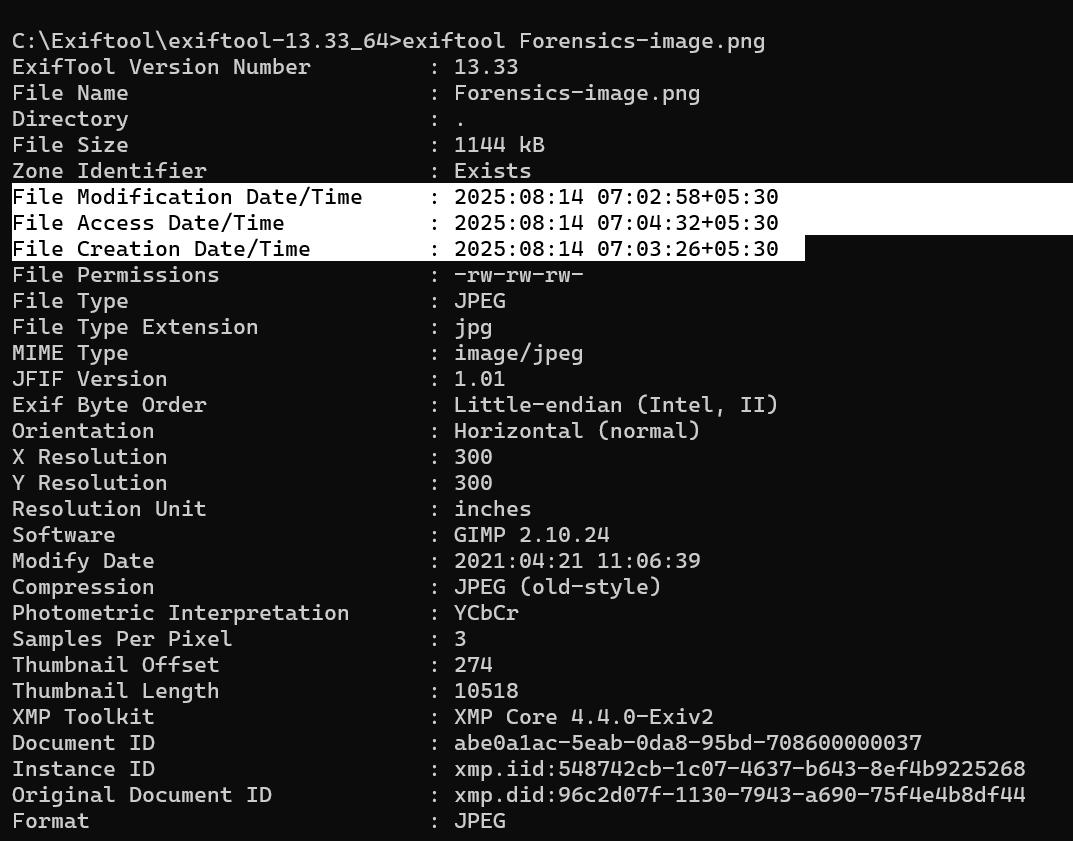 C:\Exiftool\exiftool-13.33_64>exiftool Forensics-image.png
ExifTool Version Number : 13.33
File Name : Forensics-image.png
Directory : .
File Size : 1144 kB
Zone Identifier : Exists
File Modification Date/Time : 2025:08:14 07:02:58+05:30
File Access Date/Time : 2025:08:14 07:04:32+05:30
File Creation Date/Time : 2025:08:14 07:03:26+05:30
File Permissions : -rw-rw-rw-
File Type : JPEG
File Type Extension : jpg
MIME Type : image/jpeg
JFIF Version : 1.01
Exif Byte Order : Little-endian (Intel, II)
Orientation : Horizontal (normal)
X Resolution : 300
Y Resolution : 300
Resolution Unit : inches
Software : GIMP 2.10.24
Modify Date : 2021:04:21 11:06:39
Compression : JPEG (old-style)
Photometric Interpretation : YCbCr
Samples Per Pixel : 3
Thumbnail Offset : 274
Thumbnail Length : 10518
XMP Toolkit : XMP Core 4.4.0-Exiv2
Document ID : abe0a1ac-5eab-0da8-95bd-708600000037
Instance ID : xmp.iid:548742cb-1c07-4637-b643-8ef4b9225268
Original Document ID : xmp.did:96c2d07f-1130-7943-a690-75f4e4b8df44
Format : JPEG